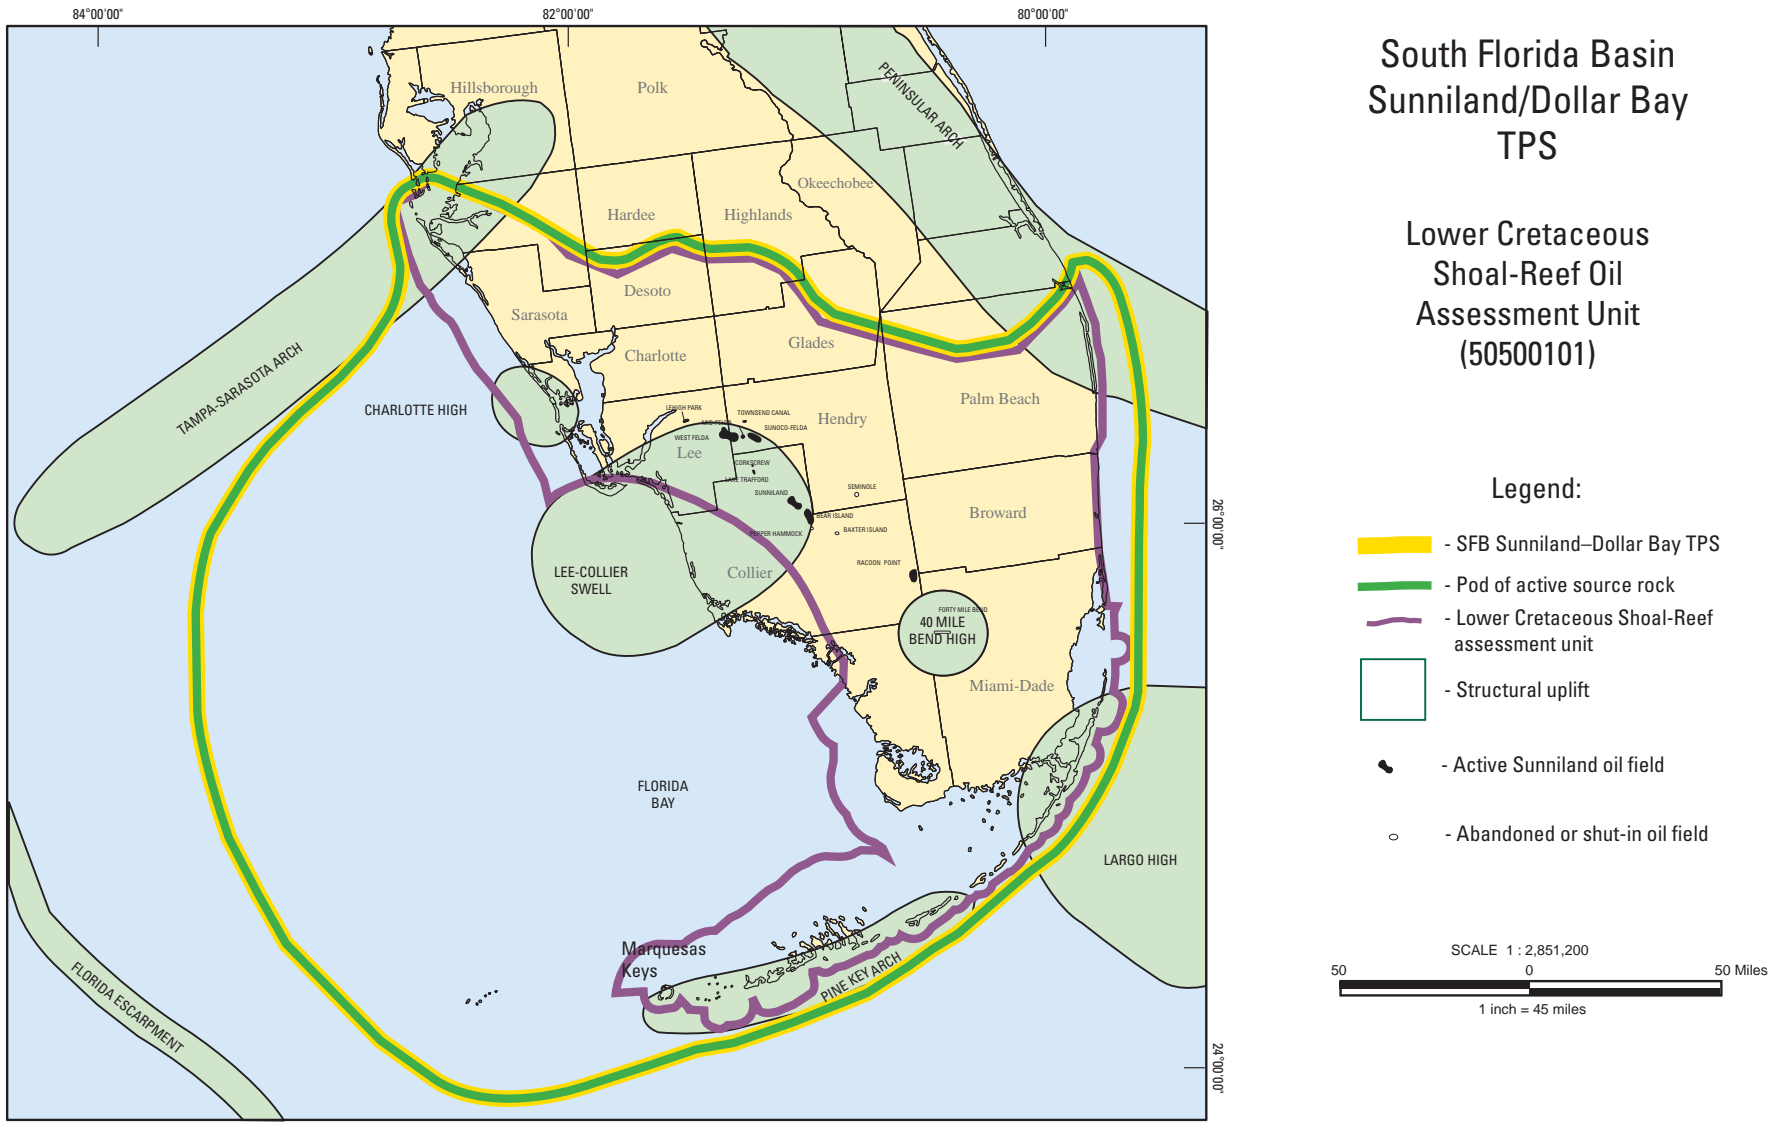 84°00'00"
82°00'00"
80°00'00"
South Florida Basin
Sunniland/Dollar Bay
TPS
Lower Cretaceous
Shoal-Reef Oil
Assessment Unit
(50500101)
Hillsborough
Polk
PENINSULAR ARCH
Okeechobee
Hardee
Highlands
Desoto
Sarasota
Charlotte
Glades
TAMPA-SARASOTA ARCH
CHARLOTTE HIGH
Palm Beach
Hendry
LEHIGH PARK
TOWNSEND CANAL
MID-FELDA
SUNOCO-FELDA
WEST FELDA
Lee
CORKSCREW
LAKE TRAFFORD
SUNNILAND
SEMINOLE
BEAR ISLAND
PEPPER HAMMOCK
BAXTER ISLAND
Broward
26°00'00"
RACOON POINT
LEE-COLLIER
SWELL
Collier
FORTY MILE BEND
40 MILE
BEND HIGH
Miami-Dade
FLORIDA
BAY
LARGO HIGH
Marquesas
Keys
PINE KEY ARCH
FLORIDA ESCARPMENT
24°00'00"
Legend:
- SFB Sunniland–Dollar Bay TPS
- Pod of active source rock
- Lower Cretaceous Shoal-Reef
assessment unit
- Structural uplift
- Active Sunniland oil field
- Abandoned or shut-in oil field
SCALE 1 : 2,851,200
50
0
50 Miles
1 inch = 45 miles